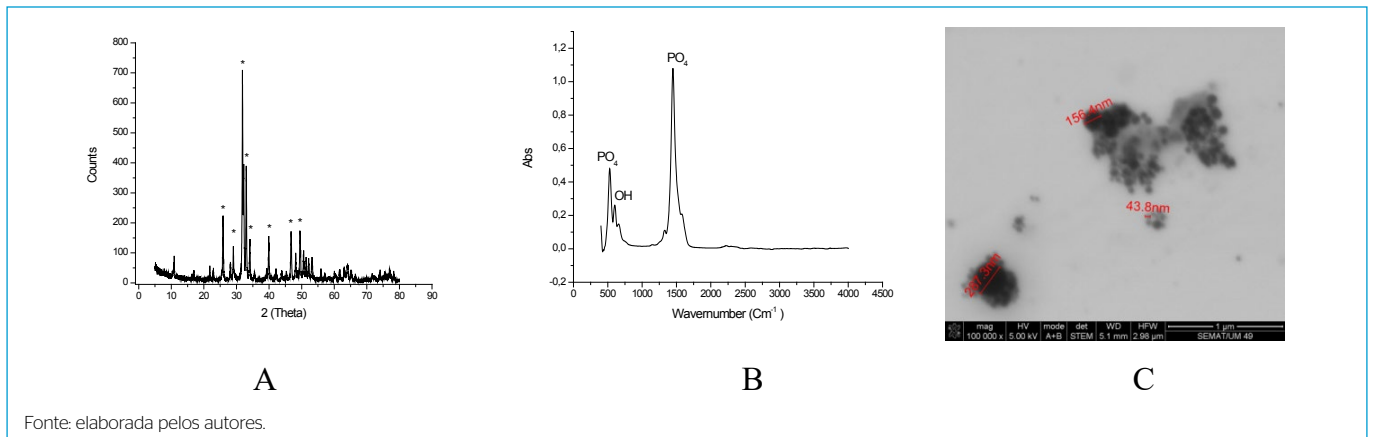 800
700
600
500
400
300
200
100
0
Counts
* * * * * * * * *
0 10 20 30 40 50 60 70 80 90
2 (Theta)
A
1,2
1,0
0,8
0,6
0,4
0,2
0,0
-0,2
Abs
PO4
OH
PO4
0 500 1000 1500 2000 2500 3000 3500 4000 4500
Wavernumber (Cm-1 )
B
156.4nm
43.8nm
mag HV mode det WD HFW 1 µm
100 000 x 5.00 kV A+B STEM 5.1 mm 2.98 µm SEMAT/UM 49
C
Fonte: elaborada pelos autores.